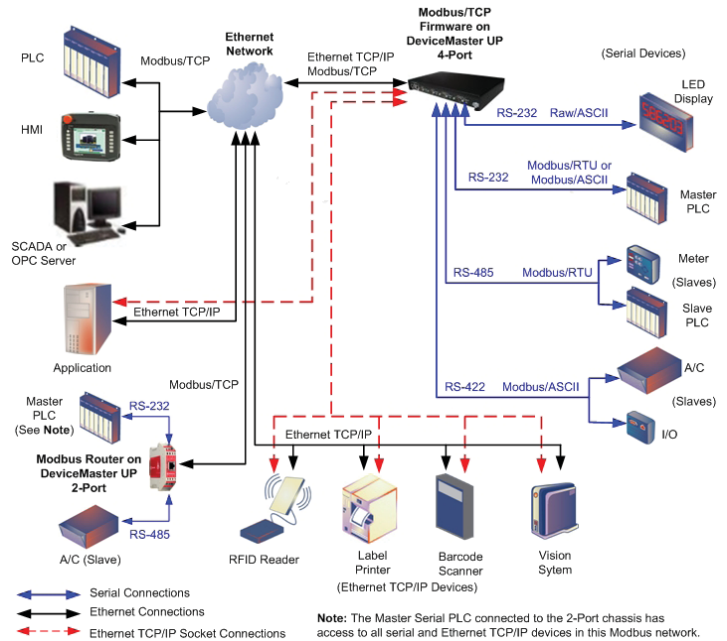 Modbus/TCP
Firmware on
DeviceMaster UP
4-Port
Ethernet
Network
PLC
Modbus/TCP
Ethernet TCP/IP
Modbus/TCP
(Serial Devices)
LED
Display
HMI
RS-232 Raw/ASCII
Modbus/RTU or
Modbus/ASCII
RS-232
Master
PLC
SCADA or
OPC Server
RS-485 Modbus/RTU
Meter
(Slaves)
Slave
PLC
Ethernet TCP/IP
Application
Modbus/TCP
RS-422 Modbus/ASCII
A/C
(Slaves)
I/O
Master
PLC
(See Note)
RS-232
Modbus Router on
DeviceMaster UP
2-Port
RS-485
A/C (Slave)
Ethernet TCP/IP
RFID Reader
Label
Printer
Barcode
Scanner
Vision
Sytem
(Ethernet TCP/IP Devices)
Serial Connections
Ethernet Connections
Ethernet TCP/IP Socket Connections
Note: The Master Serial PLC connected to the 2-Port chassis has
access to all serial and Ethernet TCP/IP devices in this Modbus network.